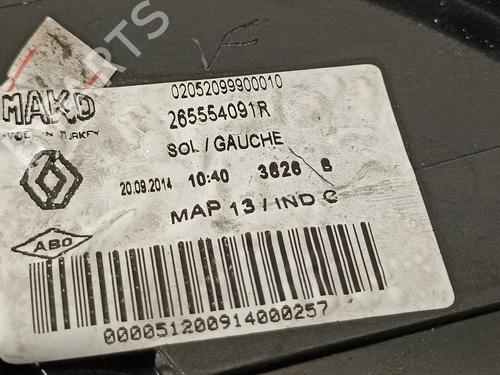 PARTS
02052099900010
MAKO
265554091R
MADE IN TURKEY
Sol / GAUCHE
20.09.2014 10:40 3626 B
MAP 13 / IND C
ABO
000051200914000257